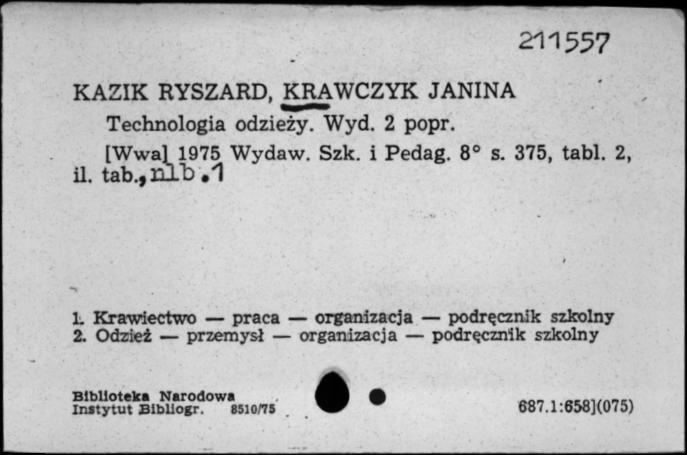 211557
KAZIK RYSZARD, KRAWCZYK JANINA
Technologia odzieży. Wyd. 2 popr.
[Wwa] 1975 Wydaw. Szk. i Pedag. 8° s. 375, tabl. 2,
il. tab., nlb.1
1. Krawiectwo — praca — organizacja — podręcznik szkolny
2. Odzież — przemysł — organizacja — podręcznik szkolny
Biblioteka Narodowa
Instytut Bibliogr. 8510/75
687.1:658](075)